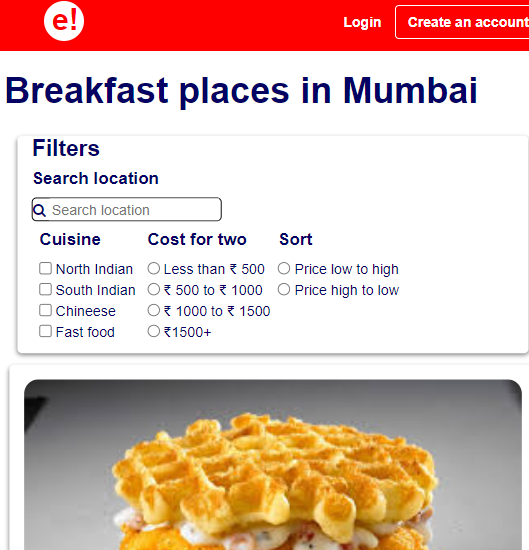 e!
Login
Create an account
Breakfast places in Mumbai
Filters
Search location
Search location
Cuisine Cost for two Sort
North Indian Less than ₹ 500 Price low to high
South Indian ₹ 500 to ₹ 1000 Price high to low
Chineese ₹ 1000 to ₹ 1500
Fast food ₹1500+